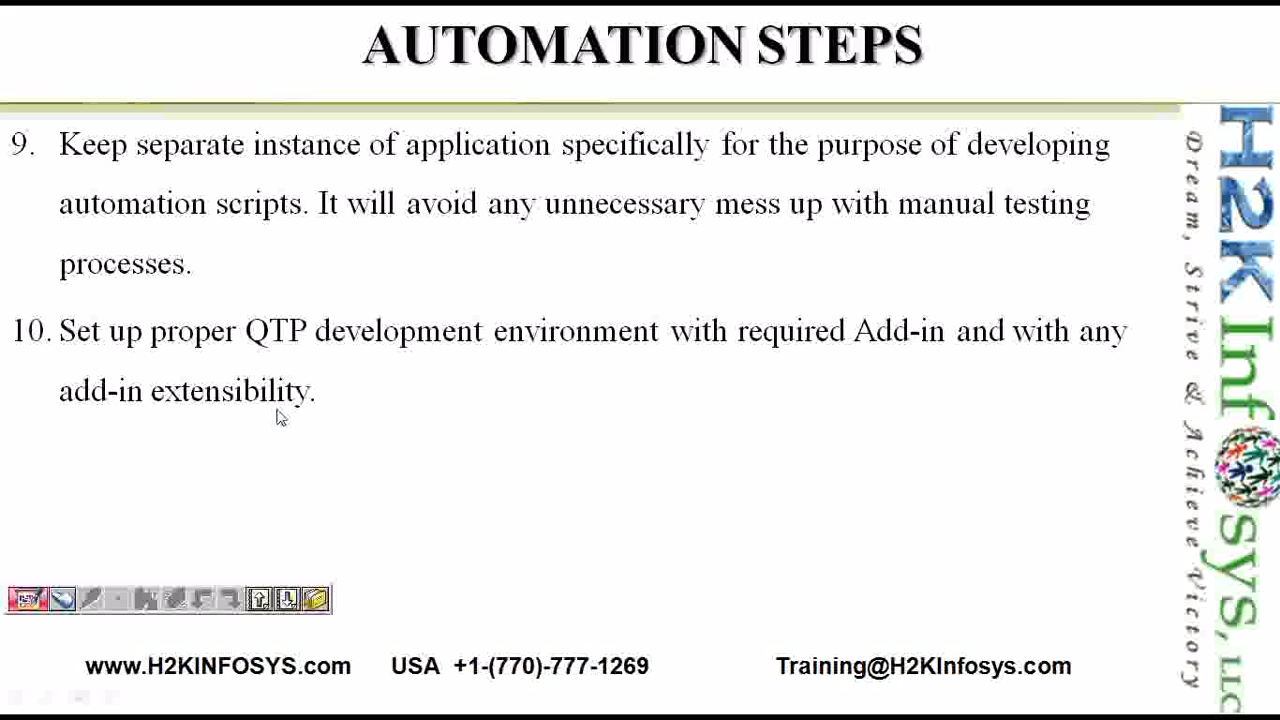 AUTOMATION STEPS
9. Keep separate instance of application specifically for the purpose of developing
automation scripts. It will avoid any unnecessary mess up with manual testing
processes.
10. Set up proper QTP development environment with required Add-in and with any
add-in extensibility.
www.H2KINFOSYS.com USA +1-(770)-777-1269 Training@H2KInfosys.com
Dream, Strive & Achieve Victory
H2K Infosys, LLC